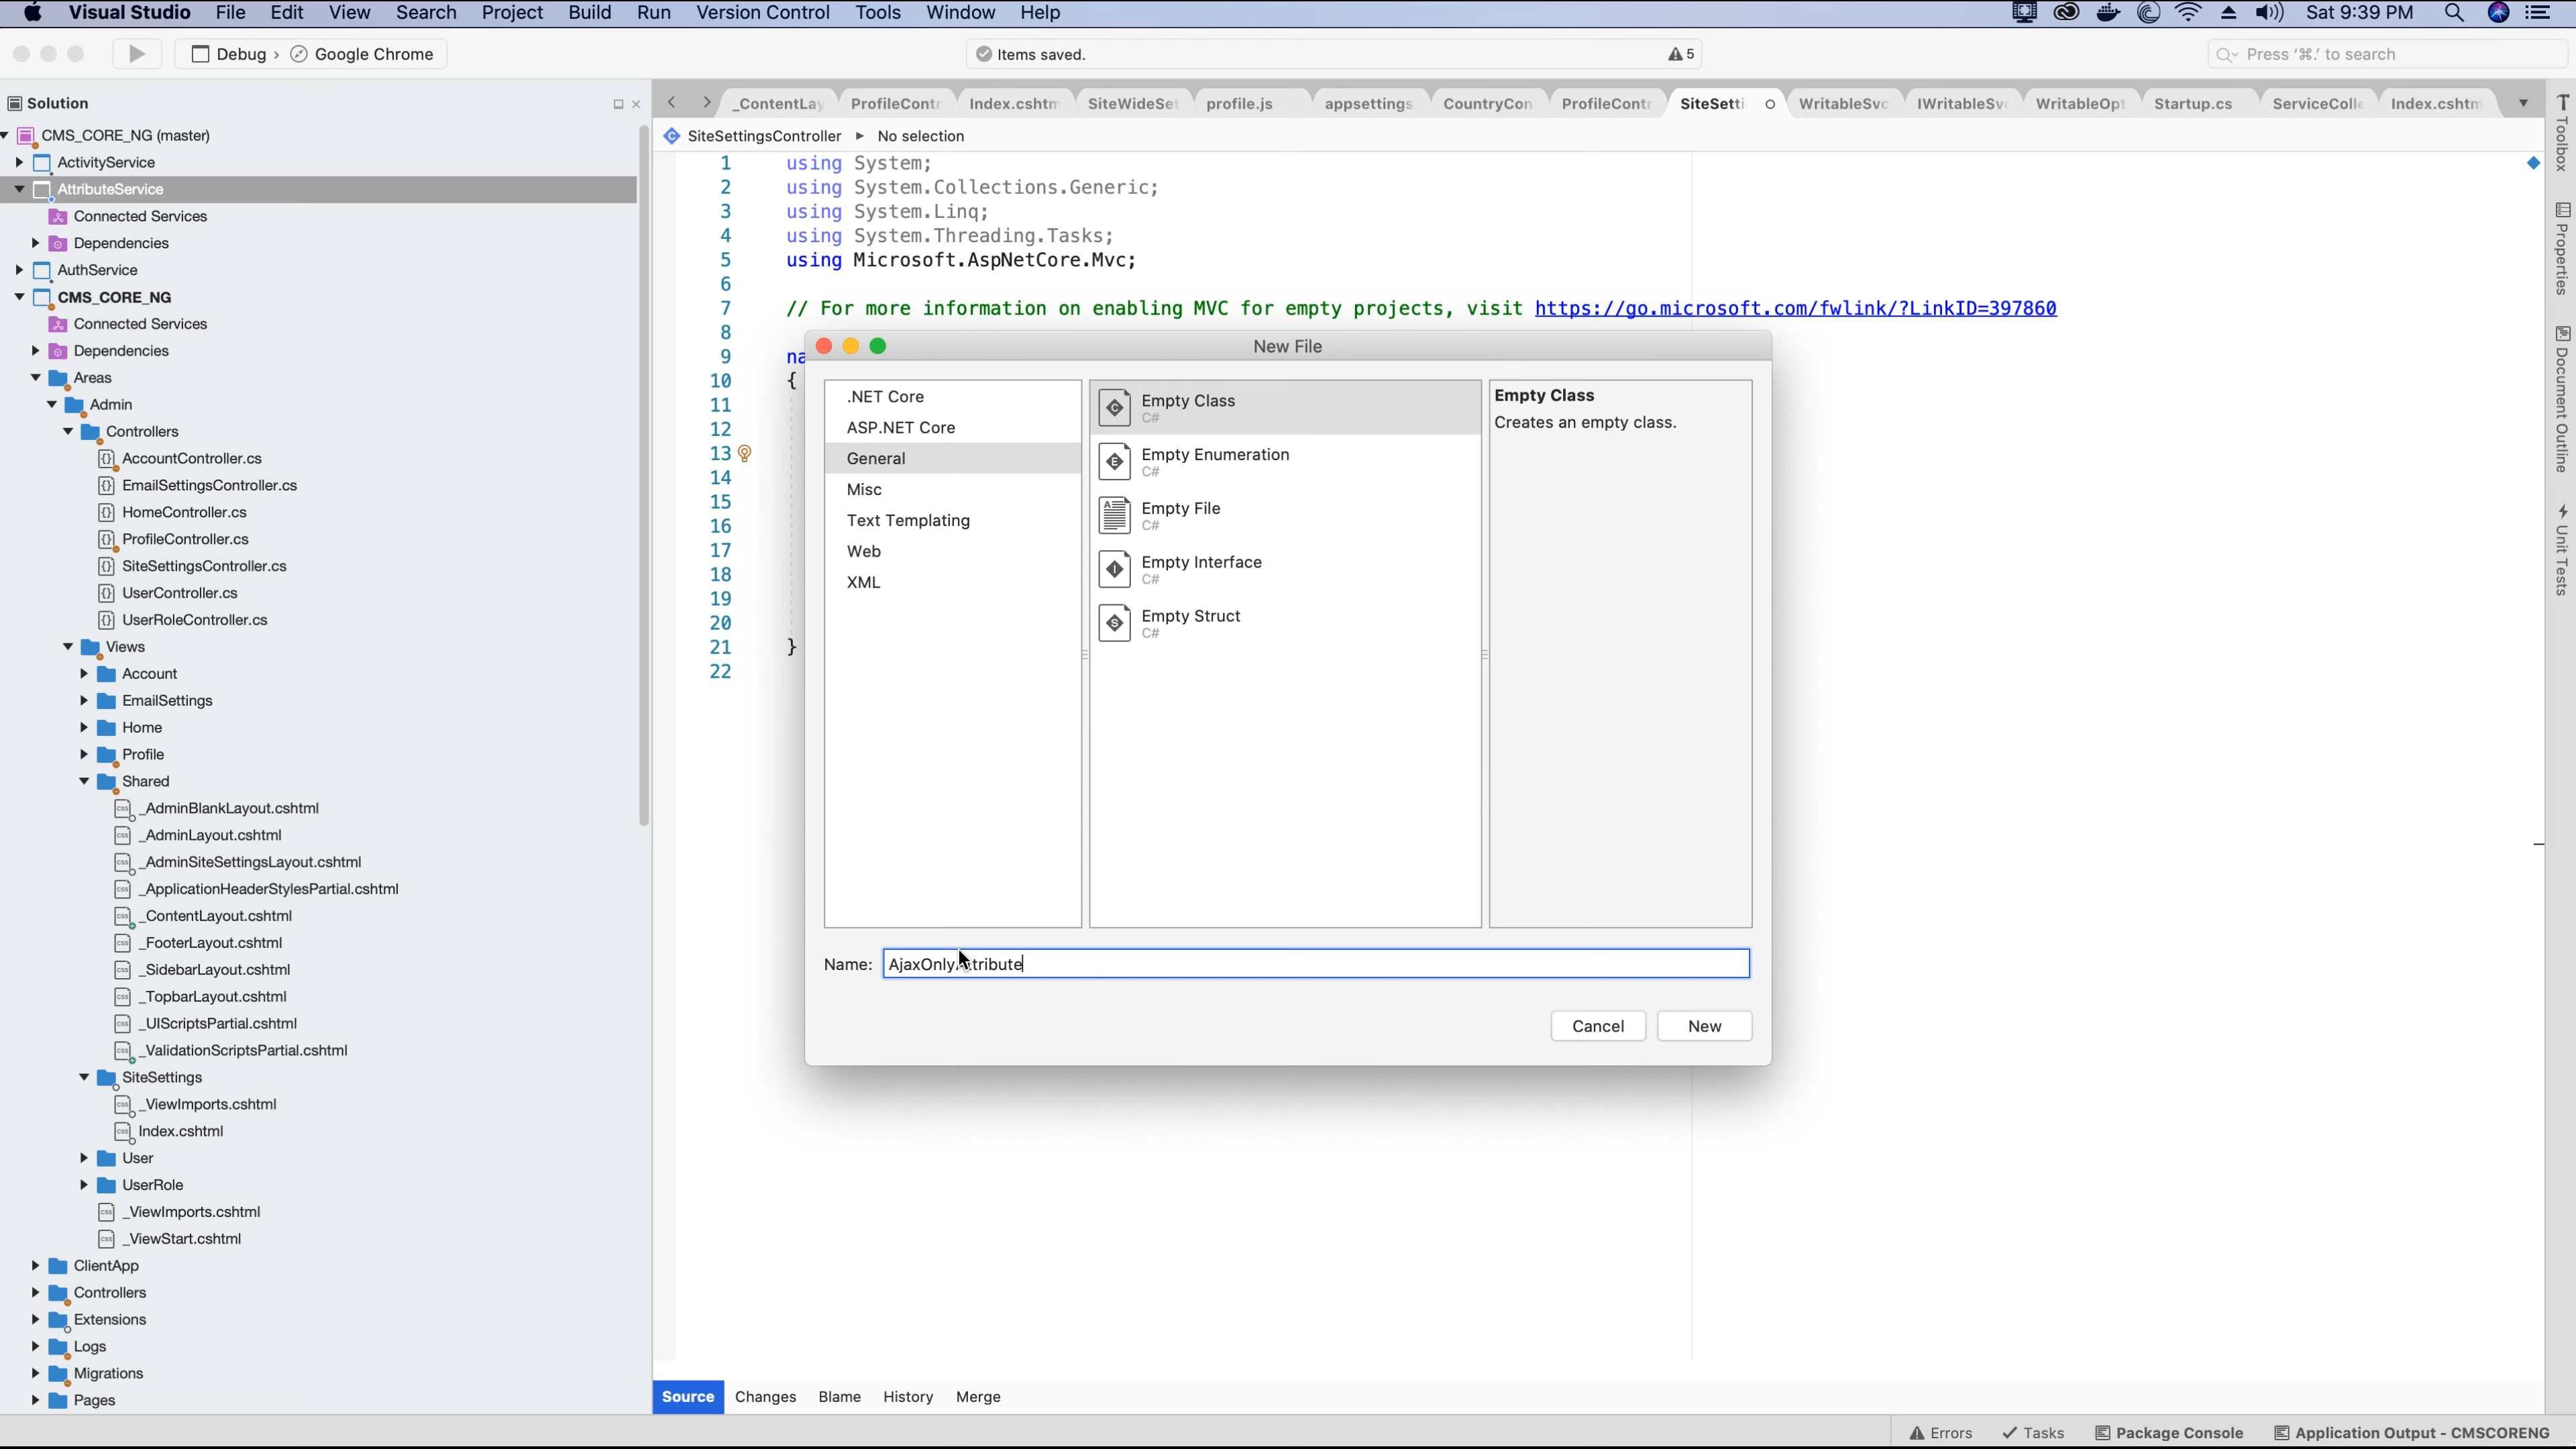 Visual Studio File Edit View Search Project Build Run Version Control Tools Window Help Sat 9:39 PM
Debug › Google Chrome Items saved. 5 Press '⌘.' to search
Solution
CMS_CORE_NG (master)
ActivityService
AttributeService
Connected Services
Dependencies
AuthService
CMS_CORE_NG
Connected Services
Dependencies
Areas
Admin
Controllers
AccountController.cs
EmailSettingsController.cs
HomeController.cs
ProfileController.cs
SiteSettingsController.cs
UserController.cs
UserRoleController.cs
Views
Account
EmailSettings
Home
Profile
Shared
_AdminBlankLayout.cshtml
_AdminLayout.cshtml
_AdminSiteSettingsLayout.cshtml
_ApplicationHeaderStylesPartial.cshtml
_ContentLayout.cshtml
_FooterLayout.cshtml
_SidebarLayout.cshtml
_TopbarLayout.cshtml
_UIScriptsPartial.cshtml
_ValidationScriptsPartial.cshtml
SiteSettings
_ViewImports.cshtml
Index.cshtml
User
UserRole
_ViewImports.cshtml
_ViewStart.cshtml
ClientApp
Controllers
Extensions
Logs
Migrations
Pages
_ContentLay ProfileContr Index.cshtm SiteWideSet profile.js appsettings CountryCon ProfileContr SiteSetti WritableSvc IWritableSvc WritableOpt Startup.cs ServiceColle Index.cshtm
SiteSettingsController ▸ No selection
1 using System;
2 using System.Collections.Generic;
3 using System.Linq;
4 using System.Threading.Tasks;
5 using Microsoft.AspNetCore.Mvc;
6
7 // For more information on enabling MVC for empty projects, visit https://go.microsoft.com/fwlink/?LinkID=397860
8
9 na
10 {
11
12
13
14
15
16
17
18
19
20
21 }
22
New File
.NET Core
ASP.NET Core
General
Misc
Text Templating
Web
XML
Empty Class
C#
Empty Enumeration
C#
Empty File
C#
Empty Interface
C#
Empty Struct
C#
Empty Class
Creates an empty class.
Name: AjaxOnlyAttribute
Cancel New
Toolbox
Properties
Document Outline
Unit Tests
Source Changes Blame History Merge
Errors Tasks Package Console Application Output - CMSCORENG